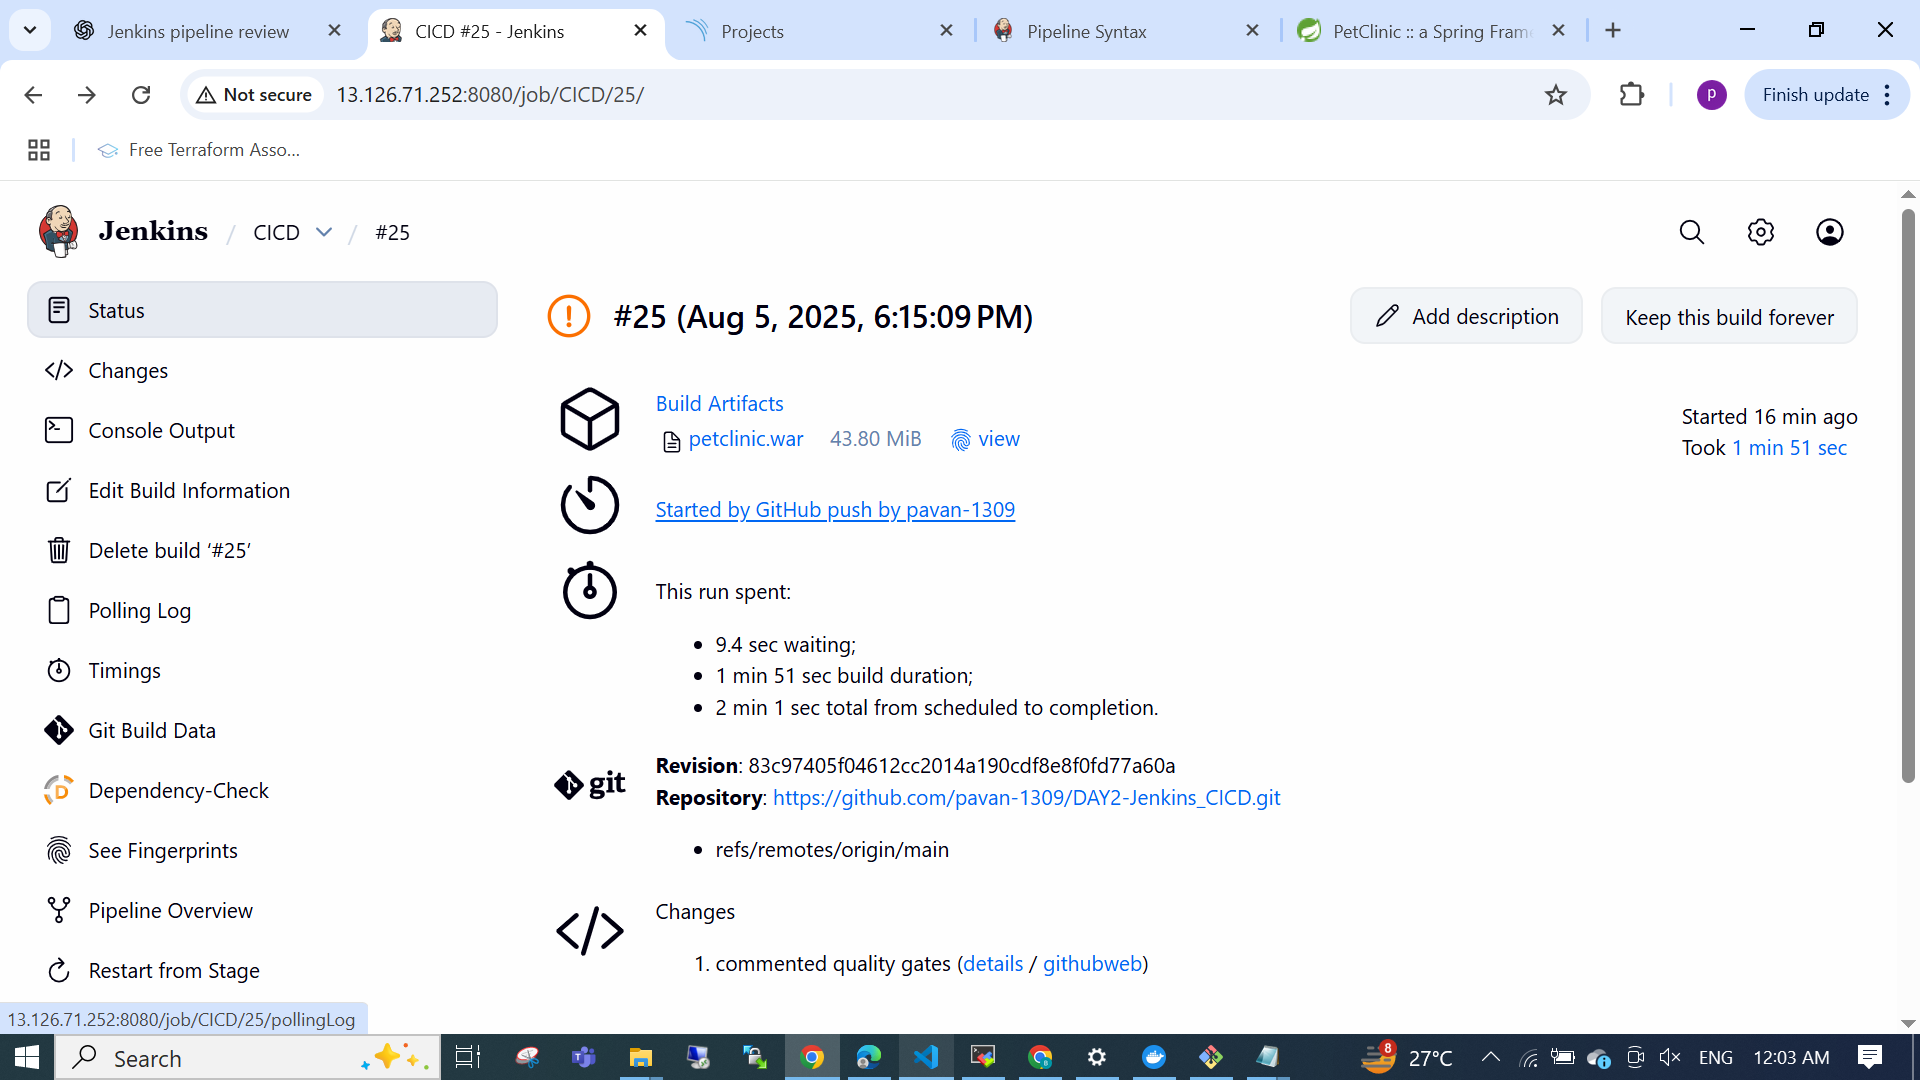 Jenkins pipeline review
CICD #25 - Jenkins
Projects
Pipeline Syntax
PetClinic :: a Spring Fram
Not secure
13.126.71.252:8080/job/CICD/25/
p
Finish update
Free Terraform Asso...
Jenkins / CICD / #25
Status
Changes
Console Output
Edit Build Information
Delete build ‘#25’
Polling Log
Timings
Git Build Data
Dependency-Check
See Fingerprints
Pipeline Overview
Restart from Stage
#25 (Aug 5, 2025, 6:15:09 PM)
Add description
Keep this build forever
Started 16 min ago
Took 1 min 51 sec
Build Artifacts
petclinic.war 43.80 MiB view
Started by GitHub push by pavan-1309
This run spent:
• 9.4 sec waiting;
• 1 min 51 sec build duration;
• 2 min 1 sec total from scheduled to completion.
git
Revision: 83c97405f04612cc2014a190cdf8e8f0fd77a60a
Repository: https://github.com/pavan-1309/DAY2-Jenkins_CICD.git
• refs/remotes/origin/main
Changes
1. commented quality gates (details / githubweb)
13.126.71.252:8080/job/CICD/25/pollingLog
Search
8
27°C
ENG
12:03 AM